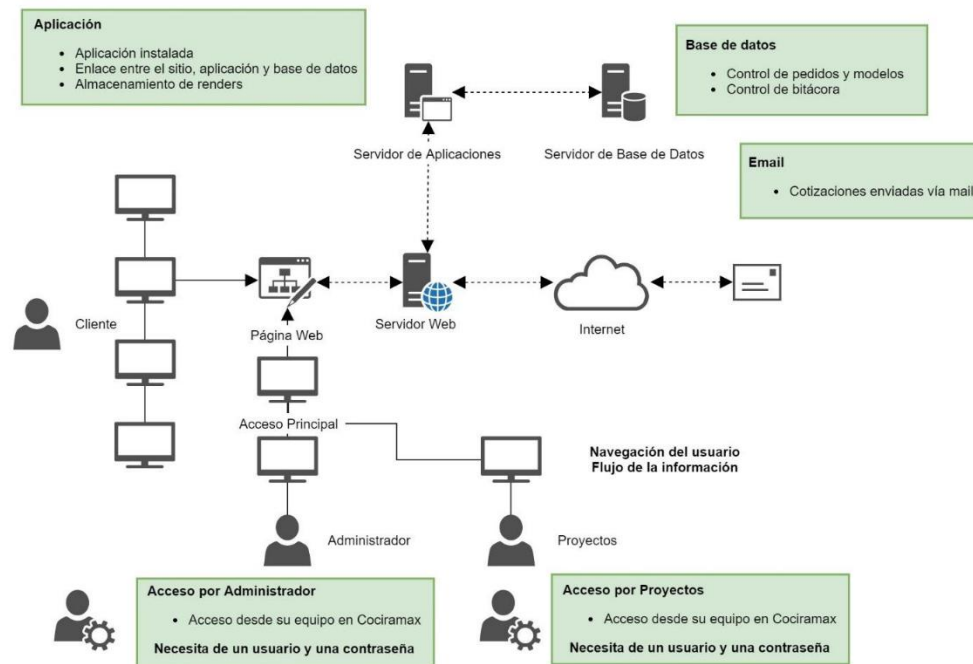 Aplicación
Aplicación instalada
Enlace entre el sitio, aplicación y base de datos
Almacenamiento de renders
Base de datos
Control de pedidos y modelos
Control de bitácora
Servidor de Aplicaciones
Servidor de Base de Datos
Email
Cotizaciones enviadas vía mail
Cliente
Página Web
Servidor Web
Internet
Acceso Principal
Navegación del usuario
Flujo de la información
Administrador
Proyectos
Acceso por Administrador
Acceso desde su equipo en Cociramax
Necesita de un usuario y una contraseña
Acceso por Proyectos
Acceso desde su equipo en Cociramax
Necesita de un usuario y una contraseña